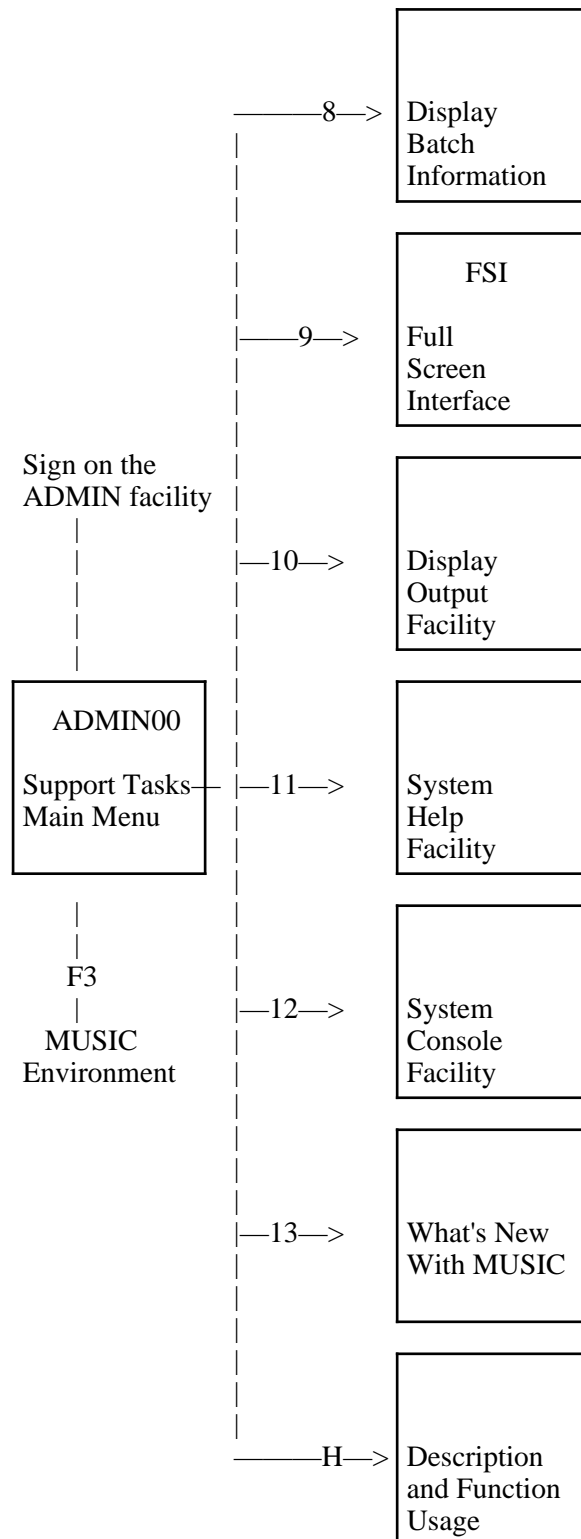 8
Display
Batch
Information
FSI
9
Full
Screen
Interface
Sign on the
ADMIN facility
10
Display
Output
Facility
ADMIN00
Support Tasks
Main Menu
11
System
Help
Facility
F3
MUSIC
Environment
12
System
Console
Facility
13
What's New
With MUSIC
H
Description
and Function
Usage